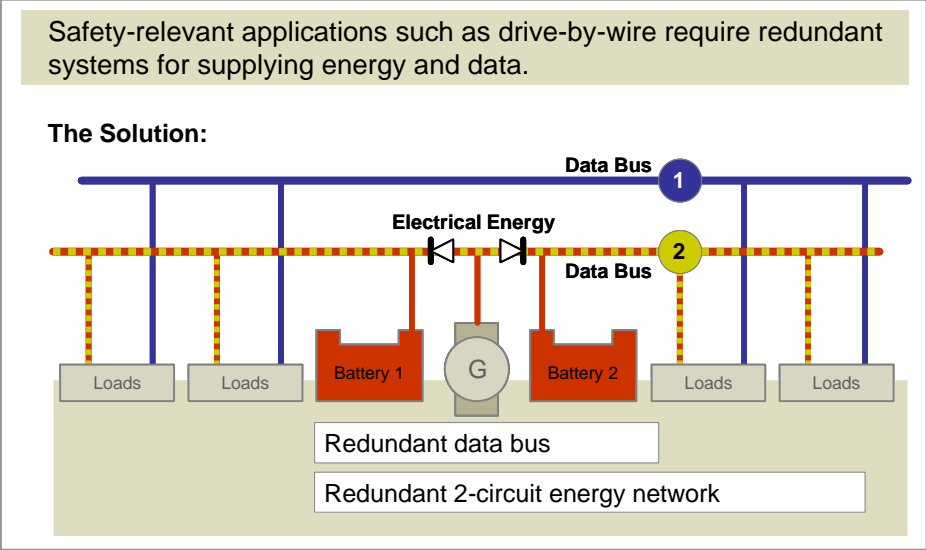 Safety-relevant applications such as drive-by-wire require redundant
systems for supplying energy and data.
The Solution:
Data Bus
1
Electrical Energy
2
Data Bus
Loads
Loads
Battery 1
G
Battery 2
Loads
Loads
Redundant data bus
Redundant 2-circuit energy network